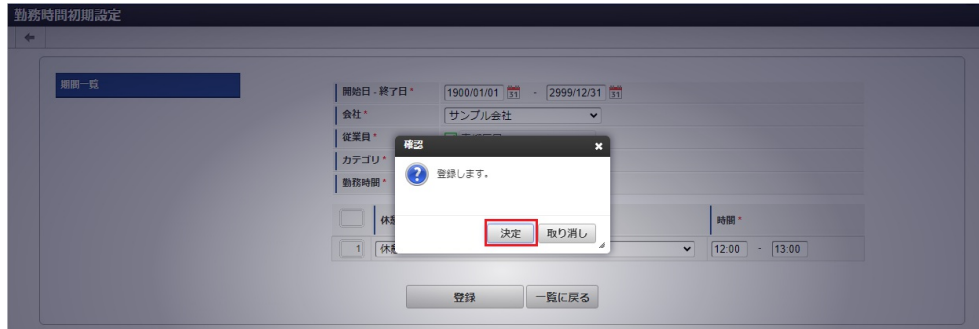 勤務時間初期設定
期間一覧
開始日 - 終了日* 1900/01/01 31 - 2999/12/31 31
会社* サンプル会社
従業員*
カテゴリ*
勤務時間*
確認
登録します。
決定 取り消し
時間*
1 12:00 - 13:00
登録 一覧に戻る